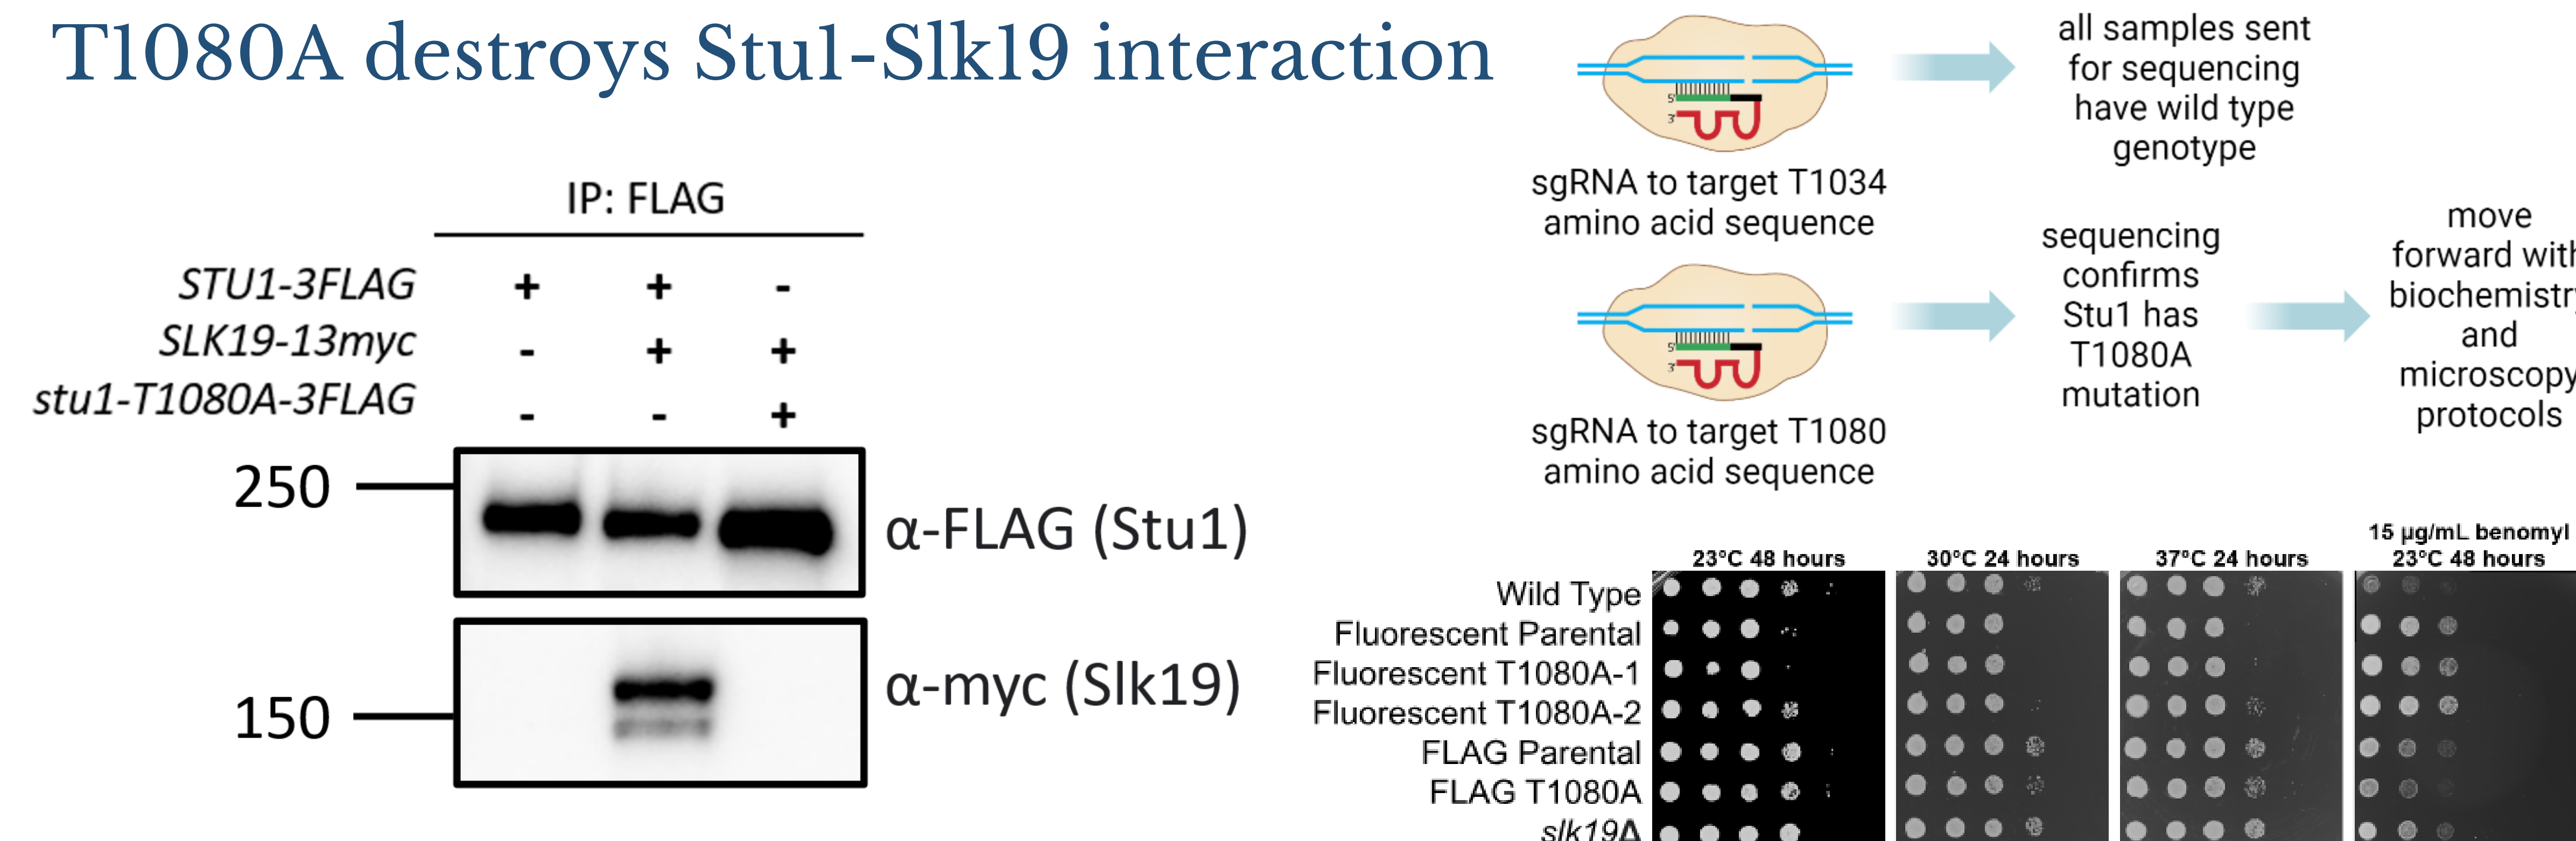 T1080A destroys Stu1-Slk19 interaction
IP: FLAG
STU1-3FLAG + + -
SLK19-13myc - + +
stu1-T1080A-3FLAG - - +
250
α-FLAG (Stu1)
150
α-myc (Slk19)
5'
3'
sgRNA to target T1034
amino acid sequence
all samples sent
for sequencing
have wild type
genotype
5'
3'
sgRNA to target T1080
amino acid sequence
sequencing
confirms
Stu1 has
T1080A
mutation
move
forward with
biochemistry
and
microscopy
protocols
23°C 48 hours
30°C 24 hours
37°C 24 hours
15 µg/mL benomyl
23°C 48 hours
Wild Type
Fluorescent Parental
Fluorescent T1080A-1
Fluorescent T1080A-2
FLAG Parental
FLAG T1080A
slk19Δ